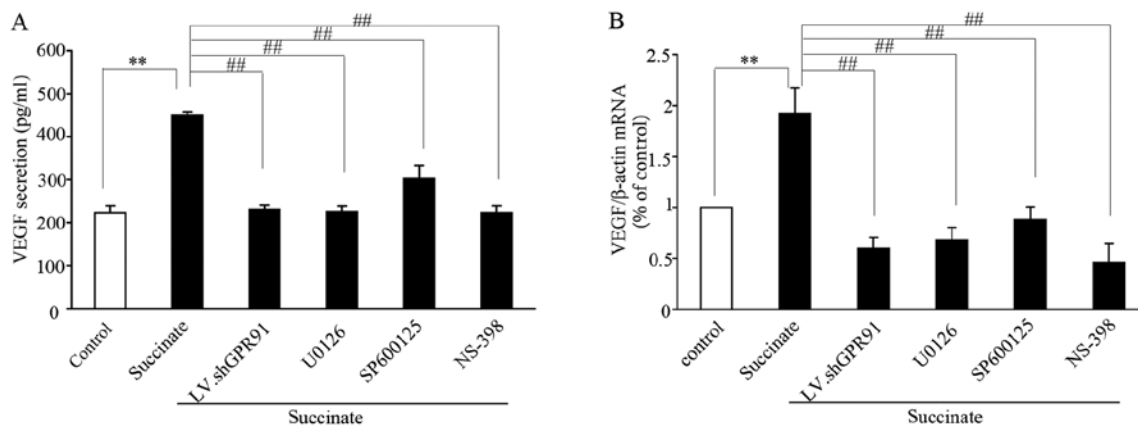 A
##
##
##
##
**
VEGF secretion (pg/ml)
600
500
400
300
200
100
0
Control
Succinate
LV.shGPR91
U0126
SP600125
NS-398
Succinate
B
##
##
##
##
**
VEGF/β-actin mRNA
(% of control)
2.5
2
1.5
1
0.5
0
control
Succinate
LV.shGPR91
U0126
SP600125
NS-398
Succinate